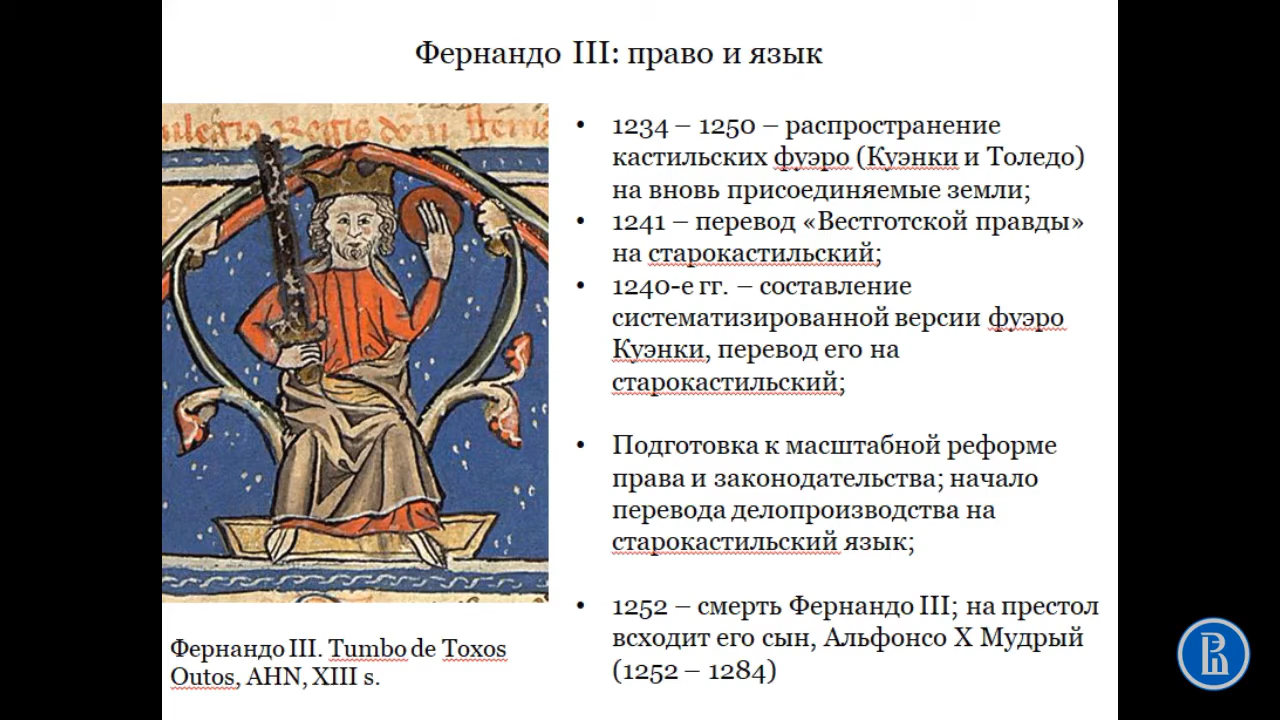 Фернандо III: право и язык
• 1234 – 1250 – распространение
кастильских фуэро (Куэнки и Толедо)
на вновь присоединяемые земли;
• 1241 – перевод «Вестготской правды»
на старокастильский;
• 1240-е гг. – составление
систематизированной версии фуэро
Куэнки, перевод его на
старокастильский;
• Подготовка к масштабной реформе
права и законодательства; начало
перевода делопроизводства на
старокастильский язык;
• 1252 – смерть Фернандо III; на престол
всходит его сын, Альфонсо X Мудрый
(1252 – 1284)
Фернандо III. Tumbo de Toxos
Outos, AHN, XIII s.